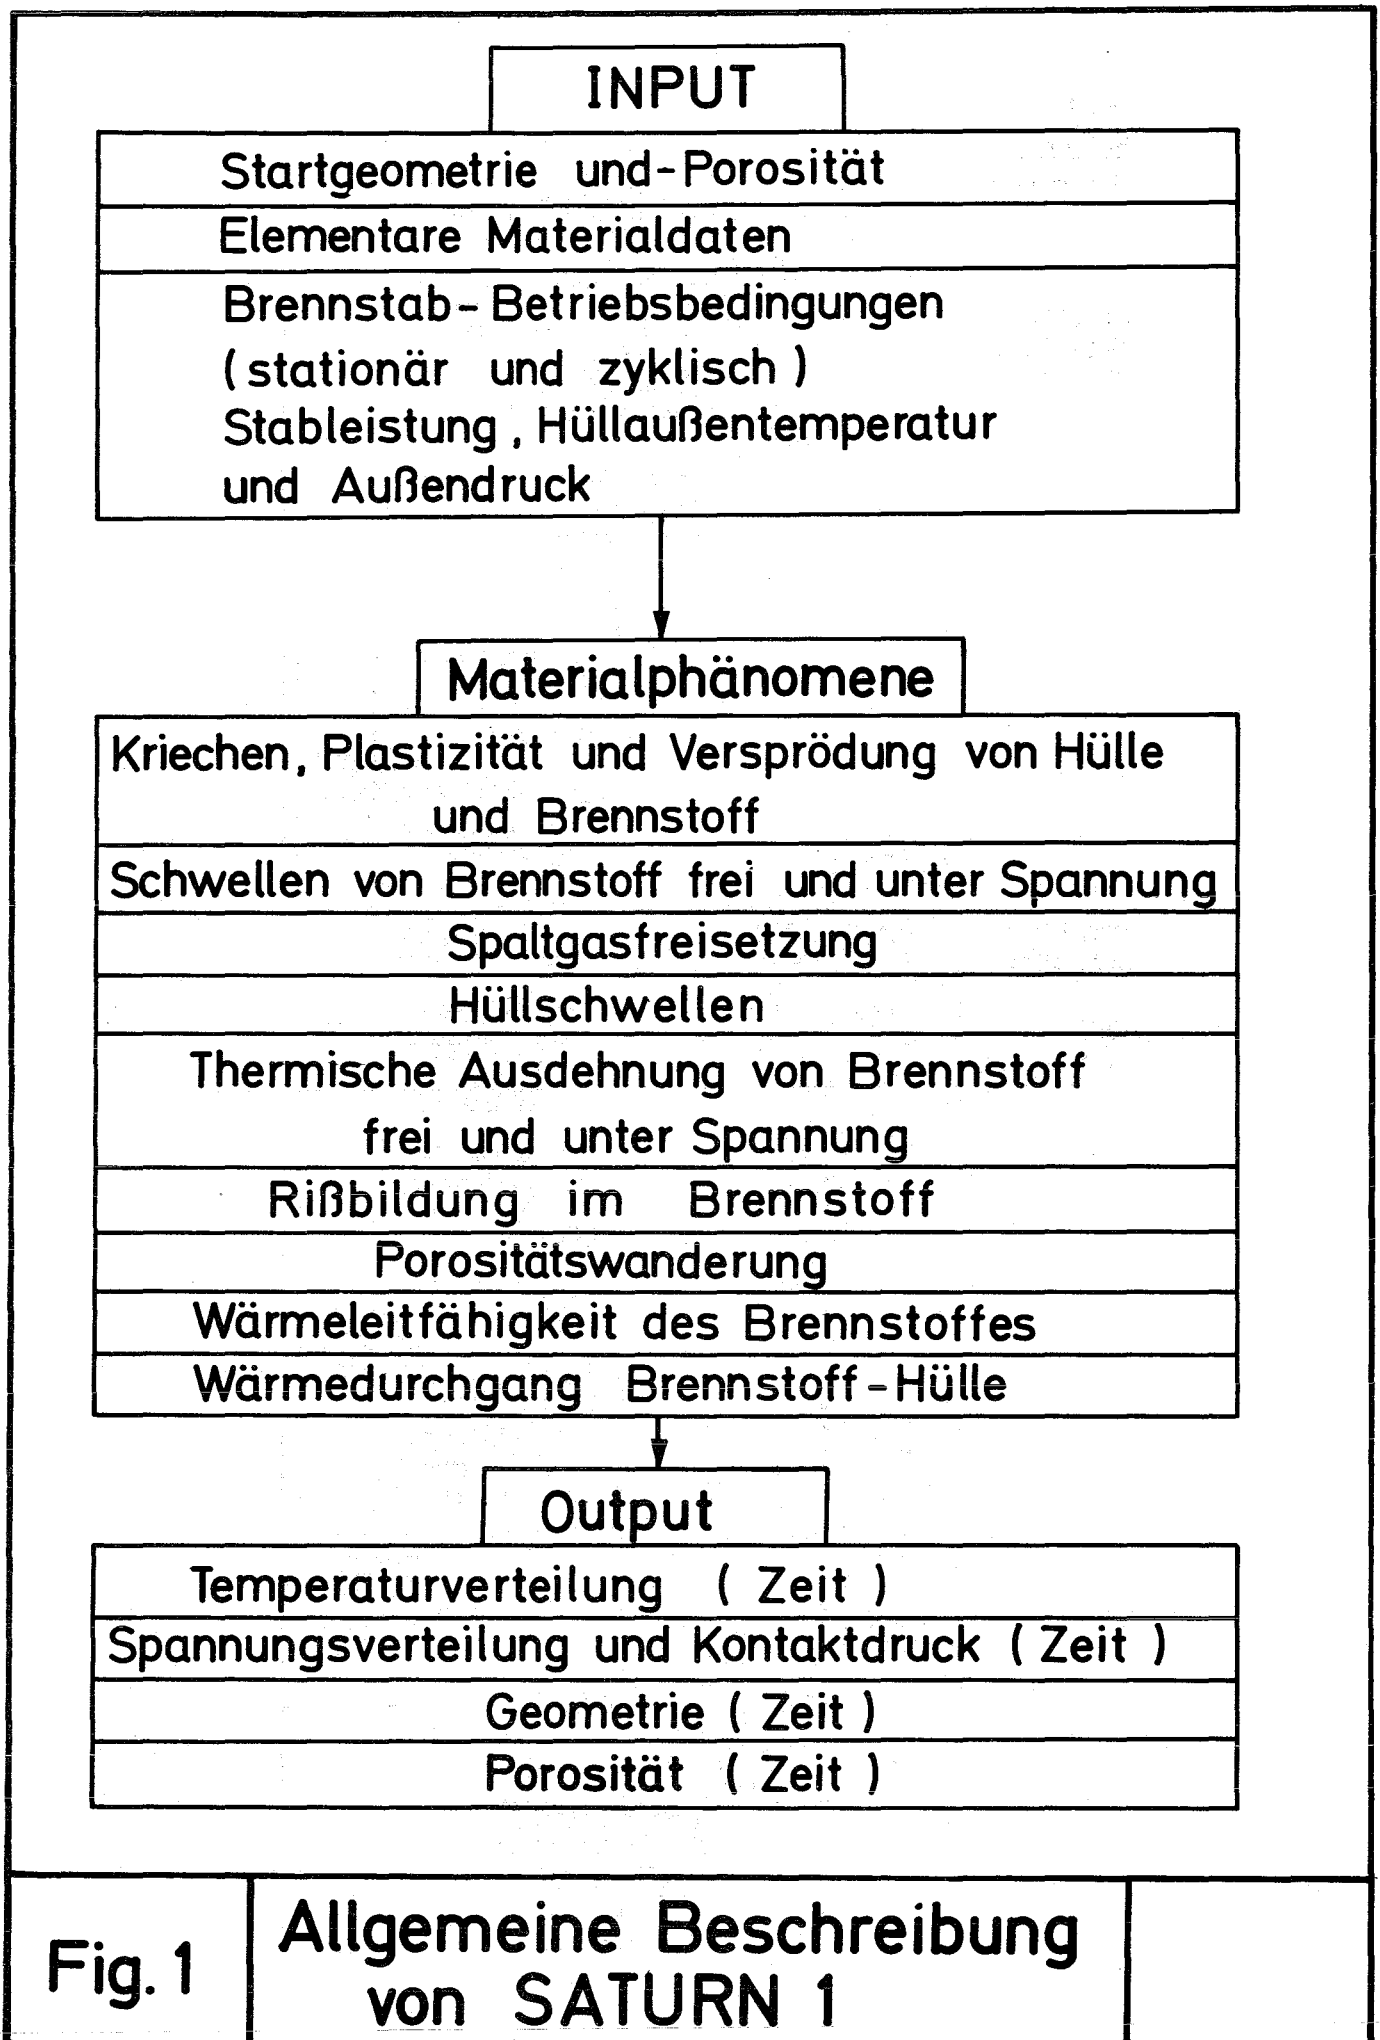 INPUT
Startgeometrie und-Porosität
Elementare Materialdaten
Brennstab-Betriebsbedingungen
(stationär und zyklisch)
Stableistung, Hüllaußentemperatur
und Außendruck
Materialphänomene
Kriechen, Plastizität und Versprödung von Hülle
und Brennstoff
Schwellen von Brennstoff frei und unter Spannung
Spaltgasfreisetzung
Hüllschwellen
Thermische Ausdehnung von Brennstoff
frei und unter Spannung
Rißbildung im Brennstoff
Porositätswanderung
Wärmeleitfähigkeit des Brennstoffes
Wärmedurchgang Brennstoff-Hülle
Output
Temperaturverteilung ( Zeit )
Spannungsverteilung und Kontaktdruck ( Zeit )
Geometrie ( Zeit )
Porosität ( Zeit )
Fig. 1
Allgemeine Beschreibung
von SATURN 1